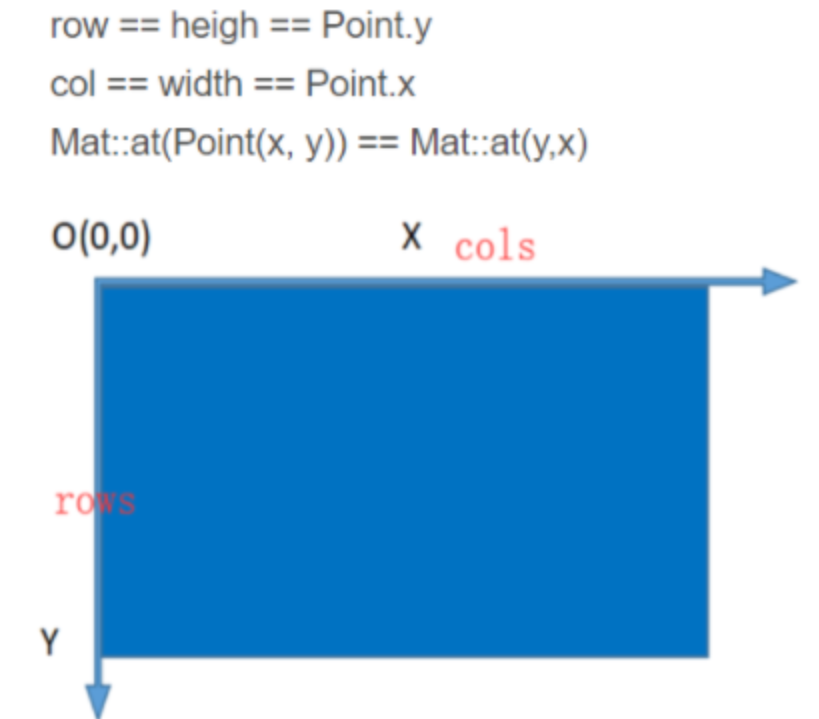 row == heigh == Point.y
col == width == Point.x
Mat::at(Point(x, y)) == Mat::at(y,x)
O(0,0) X cols
rows
Y